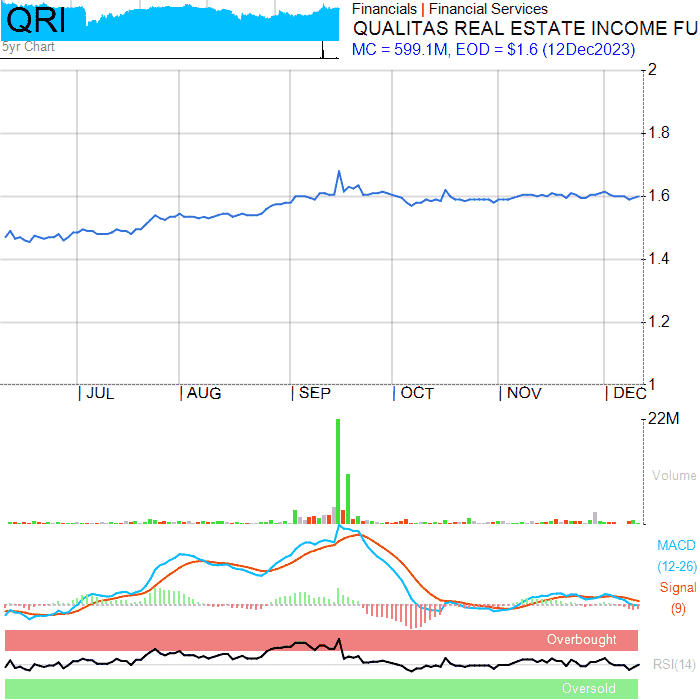 QRI
5yr Chart
Financials | Financial Services
QUALITAS REAL ESTATE INCOME FU
MC = 599.1M, EOD = $1.6 (12Dec2023)
2
1.8
1.6
1.4
1.2
1
| JUL | AUG | SEP | OCT | NOV | DEC
22M
Volume
MACD
(12-26)
Signal
(9)
Overbought
RSI(14)
Oversold